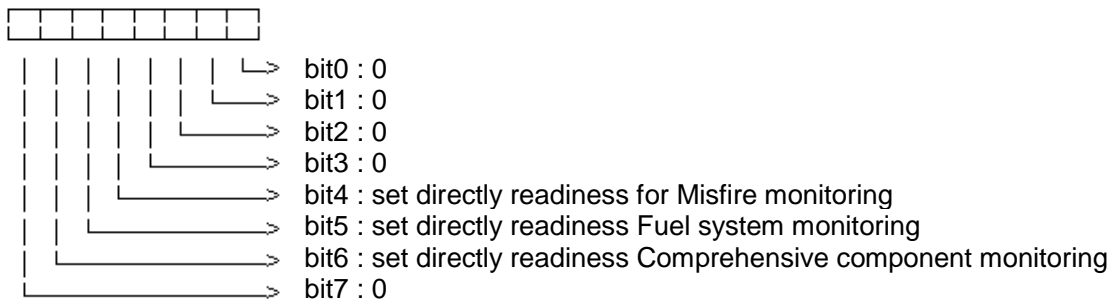 bit0 : 0
bit1 : 0
bit2 : 0
bit3 : 0
bit4 : set directly readiness for Misfire monitoring
bit5 : set directly readiness Fuel system monitoring
bit6 : set directly readiness Comprehensive component monitoring
bit7 : 0